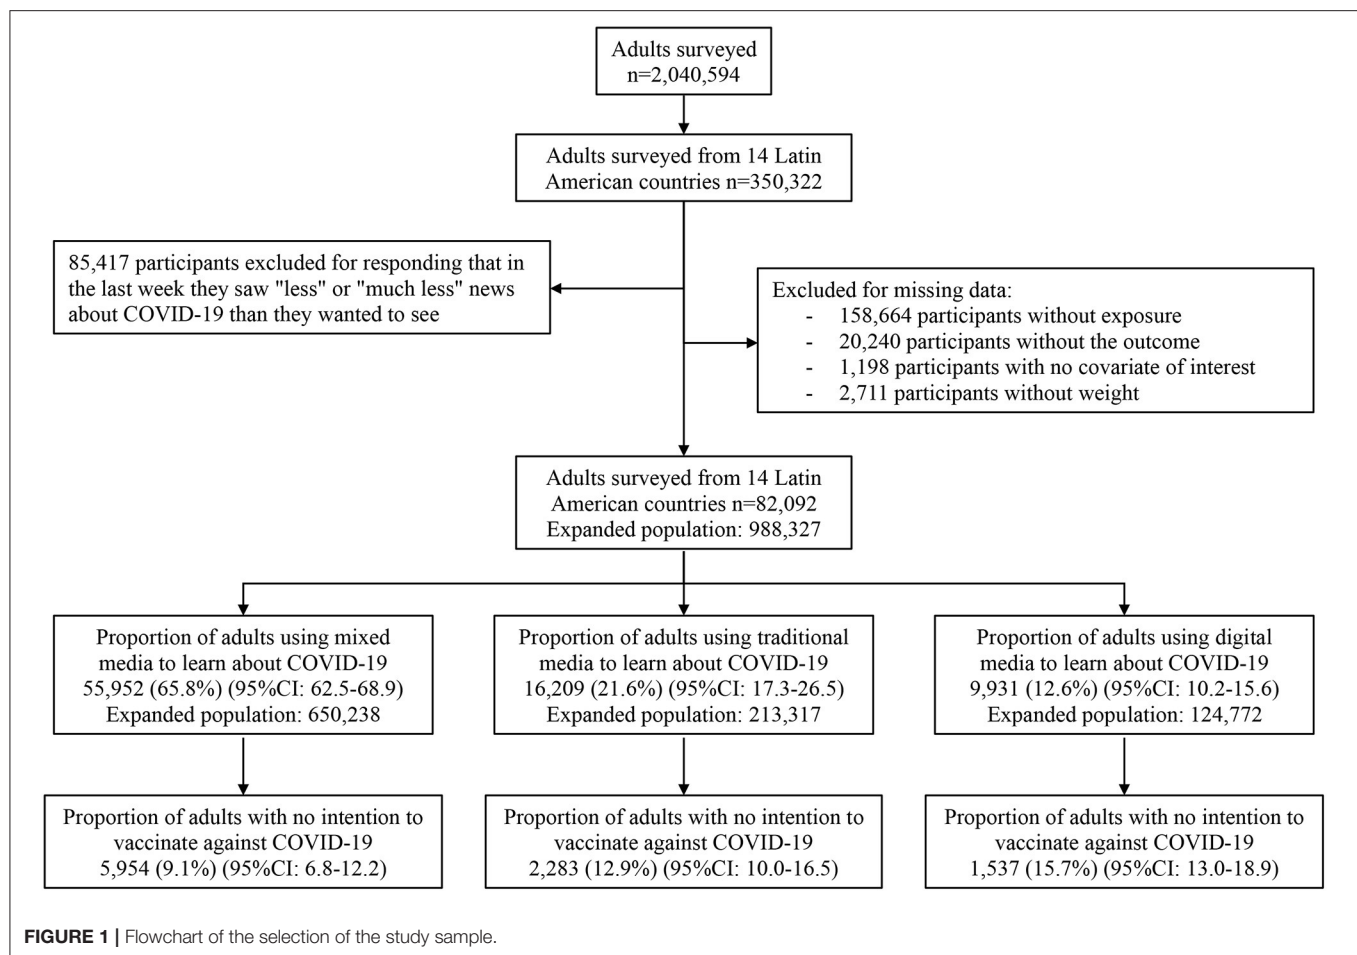 Adults surveyed
n=2,040,594
Adults surveyed from 14 Latin
American countries n=350,322
85,417 participants excluded for responding that in
the last week they saw "less" or "much less" news
about COVID-19 than they wanted to see
Excluded for missing data:
- 158,664 participants without exposure
- 20,240 participants without the outcome
- 1,198 participants with no covariate of interest
- 2,711 participants without weight
Adults surveyed from 14 Latin
American countries n=82,092
Expanded population: 988,327
Proportion of adults using mixed
media to learn about COVID-19
55,952 (65.8%) (95%CI: 62.5-68.9)
Expanded population: 650,238
Proportion of adults using traditional
media to learn about COVID-19
16,209 (21.6%) (95%CI: 17.3-26.5)
Expanded population: 213,317
Proportion of adults using digital
media to learn about COVID-19
9,931 (12.6%) (95%CI: 10.2-15.6)
Expanded population: 124,772
Proportion of adults with no intention to
vaccinate against COVID-19
5,954 (9.1%) (95%CI: 6.8-12.2)
Proportion of adults with no intention to
vaccinate against COVID-19
2,283 (12.9%) (95%CI: 10.0-16.5)
Proportion of adults with no intention to
vaccinate against COVID-19
1,537 (15.7%) (95%CI: 13.0-18.9)
FIGURE 1 | Flowchart of the selection of the study sample.